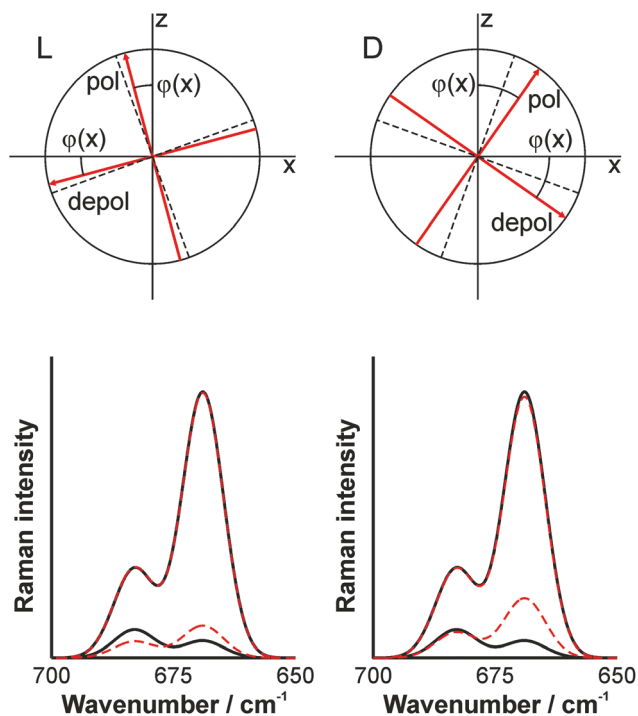 L
z
pol
φ(x)
φ(x)
x
depol
D
z
φ(x)
pol
φ(x)
x
depol
Raman intensity
700
675
650
Wavenumber / cm⁻¹
Raman intensity
700
675
650
Wavenumber / cm⁻¹